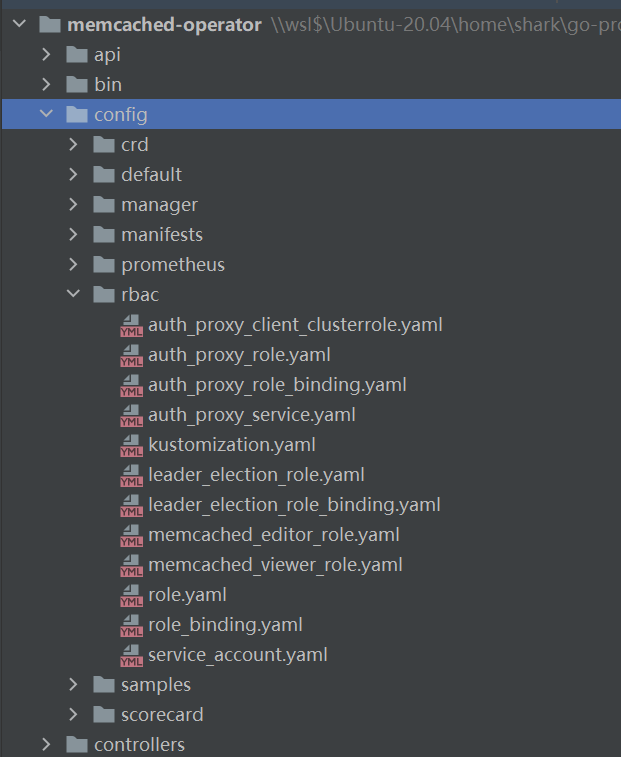 memcached-operator \\wsl$\Ubuntu-20.04\home\shark\go-pro
api
bin
config
crd
default
manager
manifests
prometheus
rbac
YML auth_proxy_client_clusterrole.yaml
YML auth_proxy_role.yaml
YML auth_proxy_role_binding.yaml
YML auth_proxy_service.yaml
YML kustomization.yaml
YML leader_election_role.yaml
YML leader_election_role_binding.yaml
YML memcached_editor_role.yaml
YML memcached_viewer_role.yaml
YML role.yaml
YML role_binding.yaml
YML service_account.yaml
samples
scorecard
controllers